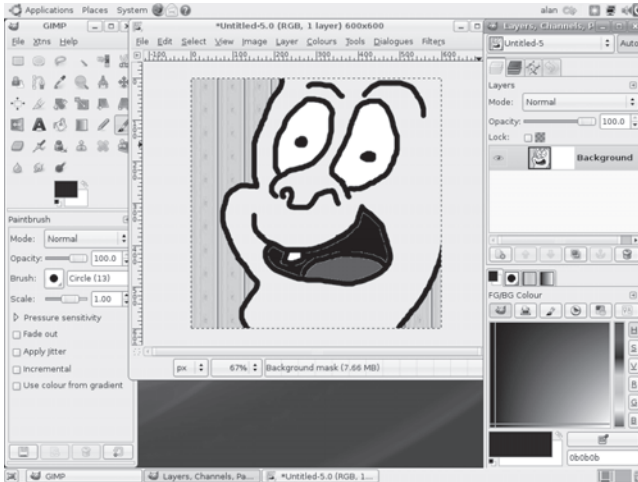 Applications Places System
alan
GIMP
File Xtns Help
*Untitled-5.0 (RGB, 1 layer) 600x600
File Edit Select View Image Layer Colours Tools Dialogues Filters
Layers, Channels, P
Untitled-5
Auto
Layers
Mode: Normal
Opacity: 100.0
Lock:
Background
Paintbrush
Mode: Normal
Opacity: 100.0
Brush: Circle (13)
Scale: 1.00
Pressure sensitivity
Fade out
Apply Jitter
Incremental
Use colour from gradient
px 67% Background mask (7.66 MB)
FG/BG Colour
H
S
V
R
G
B
0b0b0b
GIMP
Layers, Channels, Pa...
*Untitled-5.0 (RGB, 1...